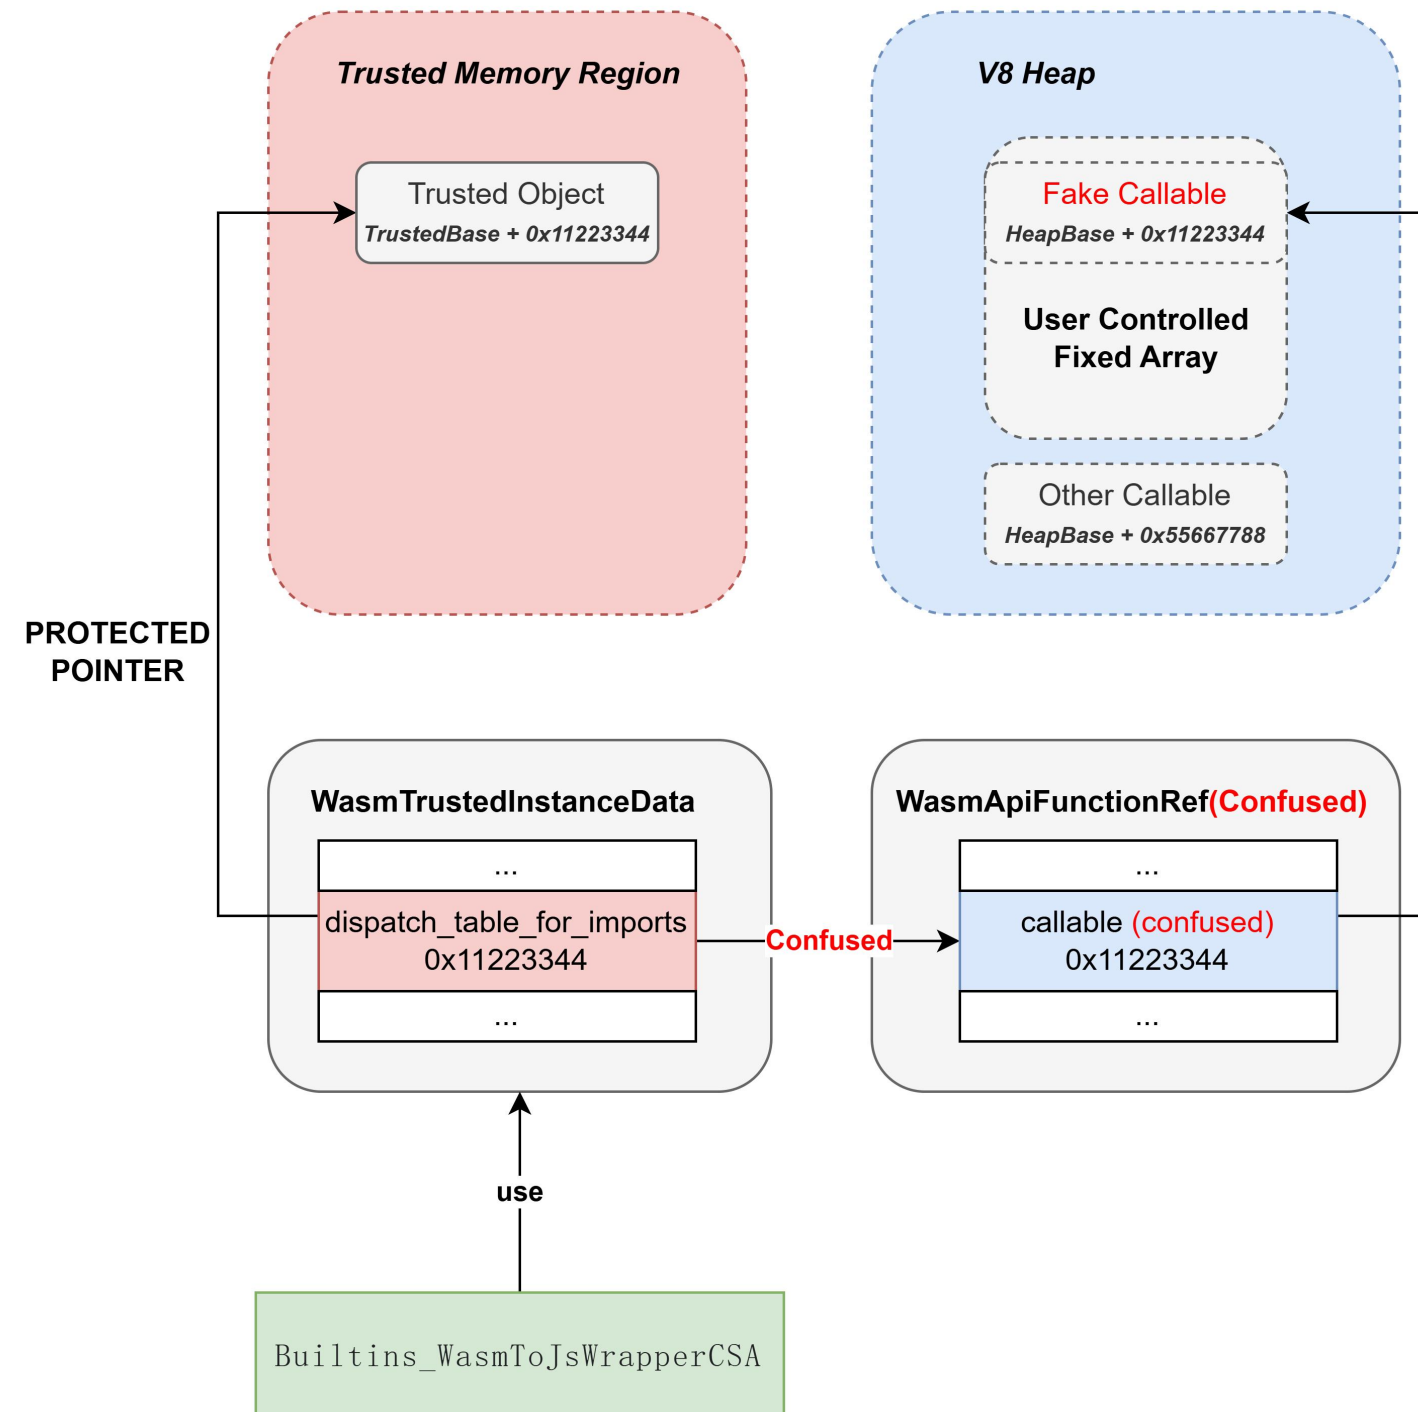 Trusted Memory Region
V8 Heap
Trusted Object
TrustedBase + 0x11223344
Fake Callable
HeapBase + 0x11223344
User Controlled
Fixed Array
Other Callable
HeapBase + 0x55667788
PROTECTED
POINTER
WasmTrustedInstanceData
...
dispatch_table_for_imports
0x11223344
...
Confused
WasmApiFunctionRef(Confused)
...
callable (confused)
0x11223344
...
use
Builtins_WasmToJsWrapperCSA